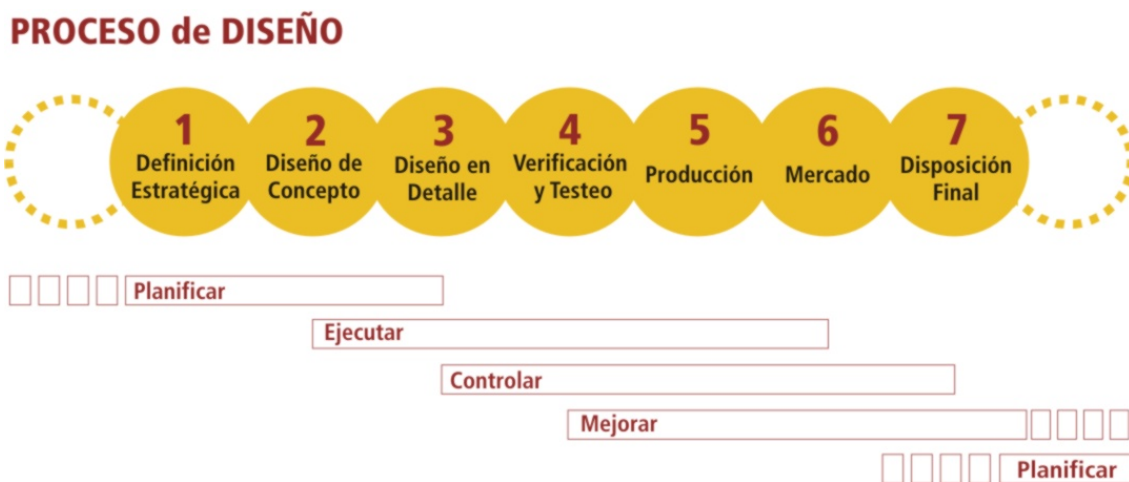 PROCESO de DISEÑO
1
Definición
Estratégica
2
Diseño de
Concepto
3
Diseño en
Detalle
4
Verificación
y Testeo
5
Producción
6
Mercado
7
Disposición
Final
Planificar
Ejecutar
Controlar
Mejorar
Planificar